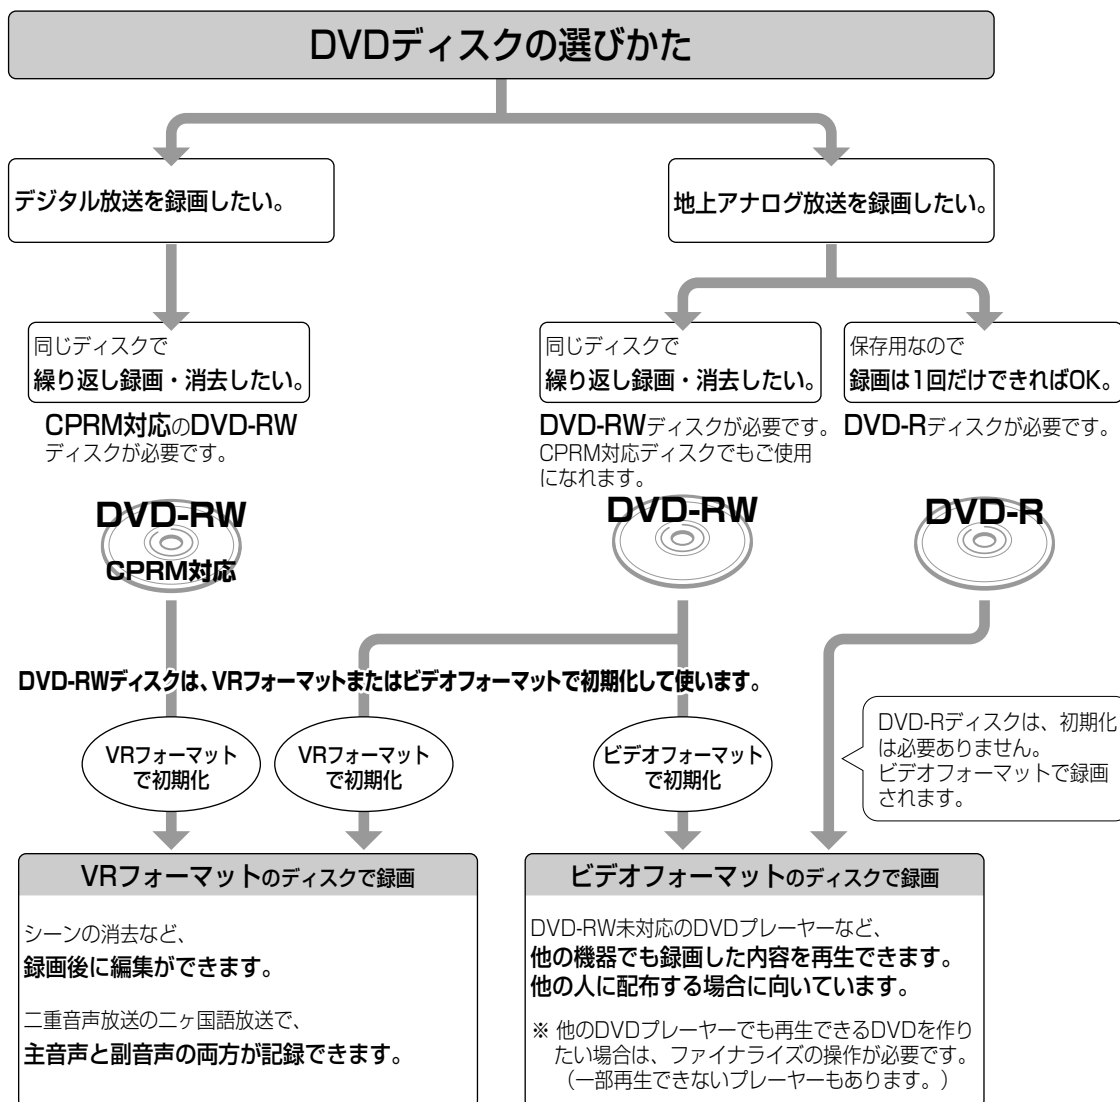 DVDディスクの選びかた
デジタル放送を録画したい。
地上アナログ放送を録画したい。
同じディスクで
繰り返し録画・消去したい。
CPRM対応のDVD-RW
ディスクが必要です。
同じディスクで
繰り返し録画・消去したい。
DVD-RWディスクが必要です。
CPRM対応ディスクでもご使用
になれます。
保存用なので
録画は1回だけできればOK。
DVD-Rディスクが必要です。
DVD-RW
CPRM対応
DVD-RW
DVD-R
DVD-RWディスクは、VRフォーマットまたはビデオフォーマットで初期化して使います。
VRフォーマット
で初期化
VRフォーマット
で初期化
ビデオフォーマット
で初期化
DVD-Rディスクは、初期化
は必要ありません。
ビデオフォーマットで録画
されます。
VRフォーマットのディスクで録画
シーンの消去など、
録画後に編集ができます。
二重音声放送の二ヶ国語放送で、
主音声と副音声の両方が記録できます。
ビデオフォーマットのディスクで録画
DVD-RW未対応のDVDプレーヤーなど、
他の機器でも録画した内容を再生できます。
他の人に配布する場合に向いています。
※ 他のDVDプレーヤーでも再生できるDVDを作り
たい場合は、ファイナライズの操作が必要です。
（一部再生できないプレーヤーもあります。）